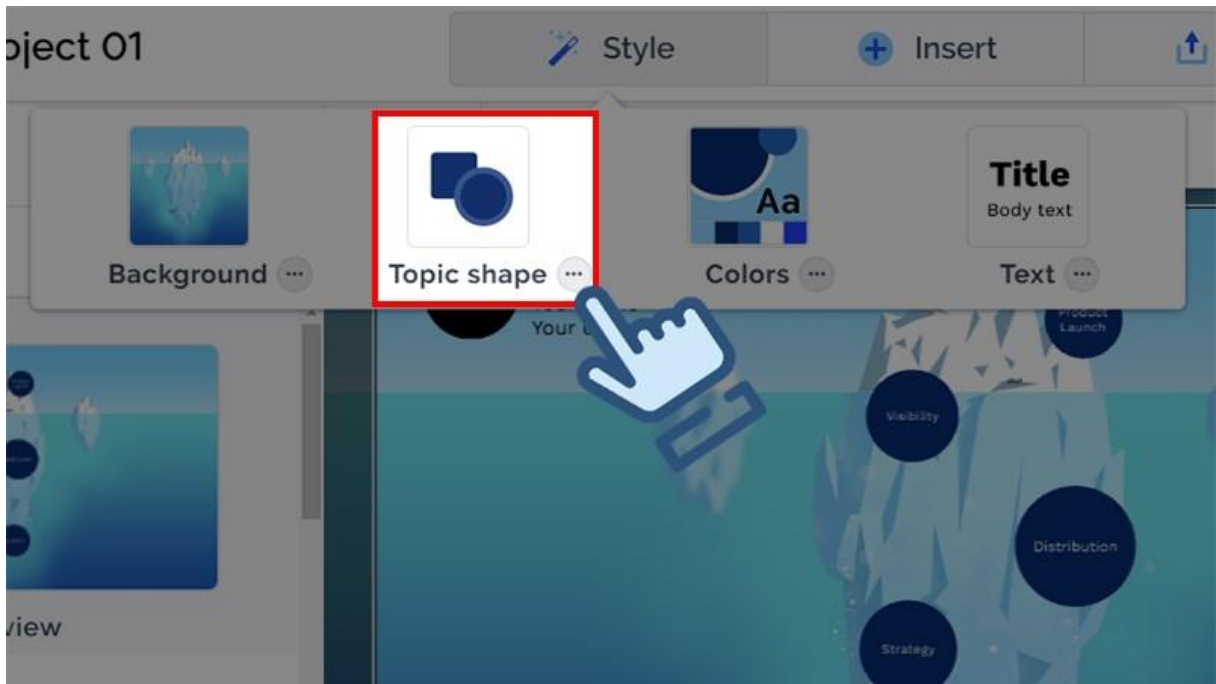 oject 01
Style
Insert
Aa
Title
Body text
Background
Topic shape
Colors
Text
Product
Launch
Your
Visibility
Distribution
Strategy
view